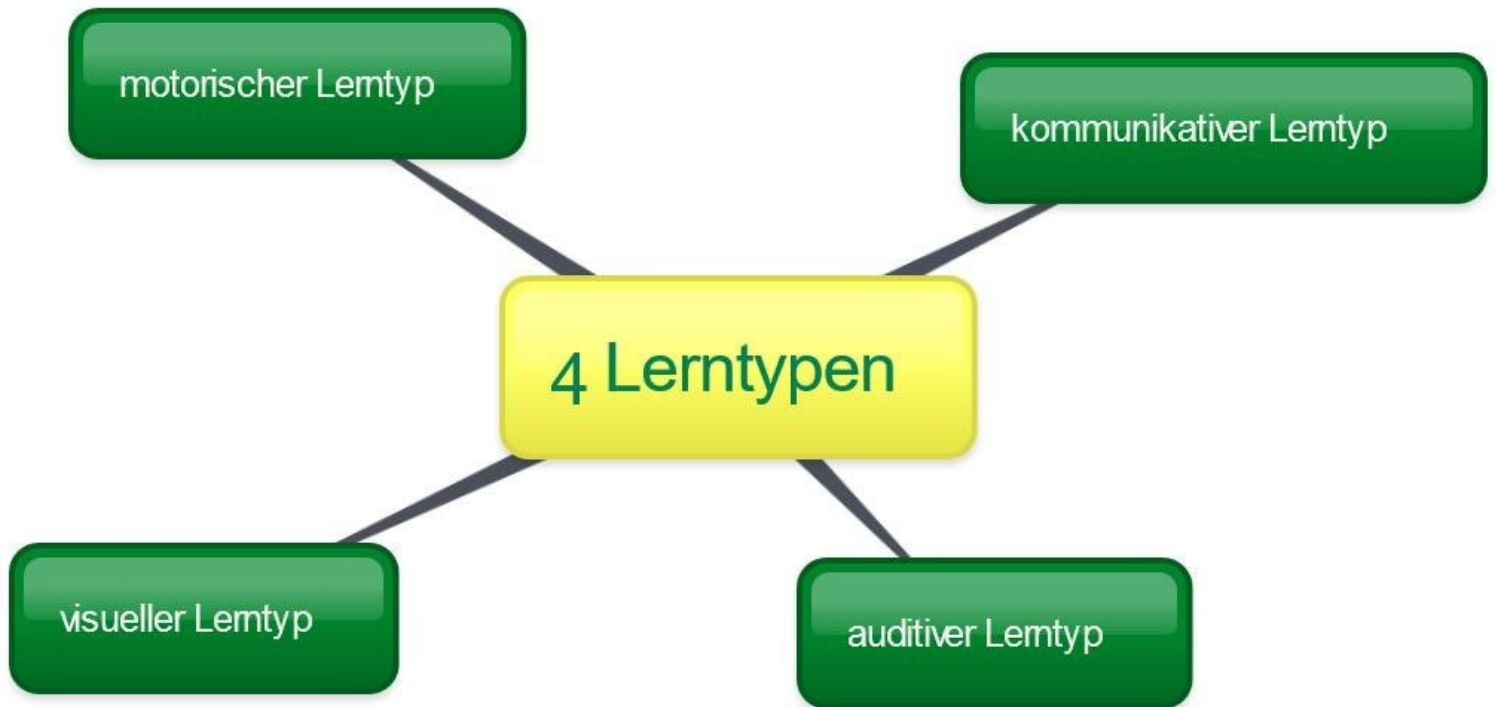 motorischer Lerntyp
kommunikativer Lerntyp
4 Lerntypen
visueller Lerntyp
auditiver Lerntyp